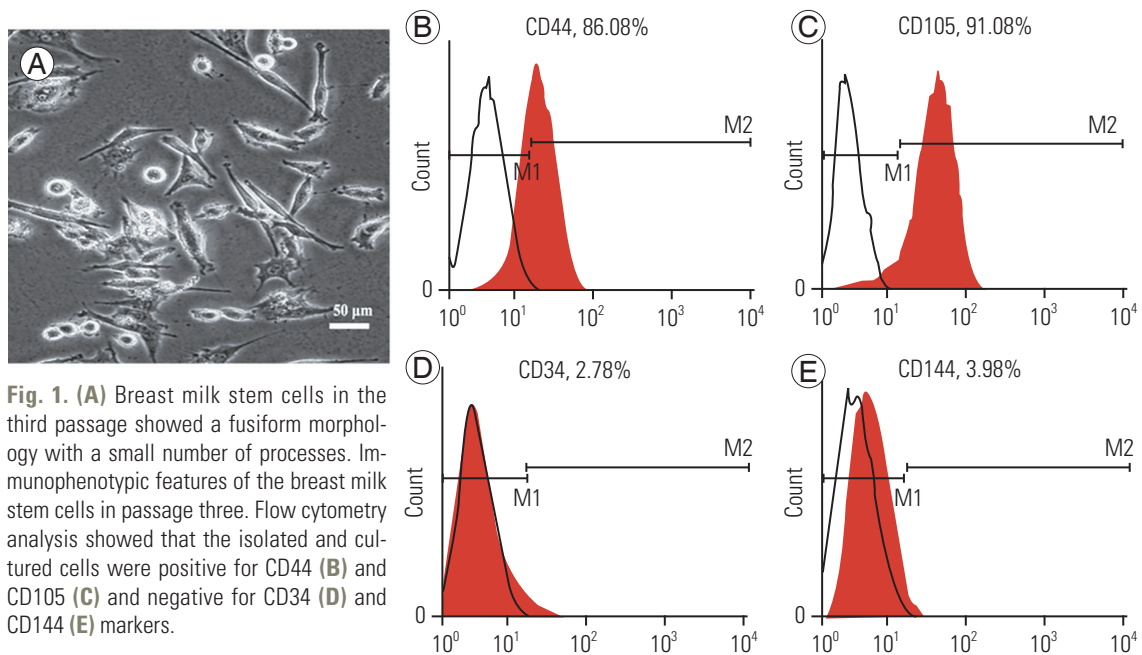 A
50 µm
Fig. 1. (A) Breast milk stem cells in the
third passage showed a fusiform morphol-
ogy with a small number of processes. Im-
munophenotypic features of the breast milk
stem cells in passage three. Flow cytometry
analysis showed that the isolated and cul-
tured cells were positive for CD44 (B) and
CD105 (C) and negative for CD34 (D) and
CD144 (E) markers.
B
CD44, 86.08%
Count
M1
M2
0
10⁰ 10¹ 10² 10³ 10⁴
C
CD105, 91.08%
Count
M1
M2
0
10⁰ 10¹ 10² 10³ 10⁴
D
CD34, 2.78%
Count
M1
M2
0
10⁰ 10¹ 10² 10³ 10⁴
E
CD144, 3.98%
Count
M1
M2
0
10⁰ 10¹ 10² 10³ 10⁴